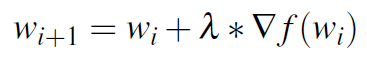 w_{i+1} = w_i + λ * ∇f(w_i)